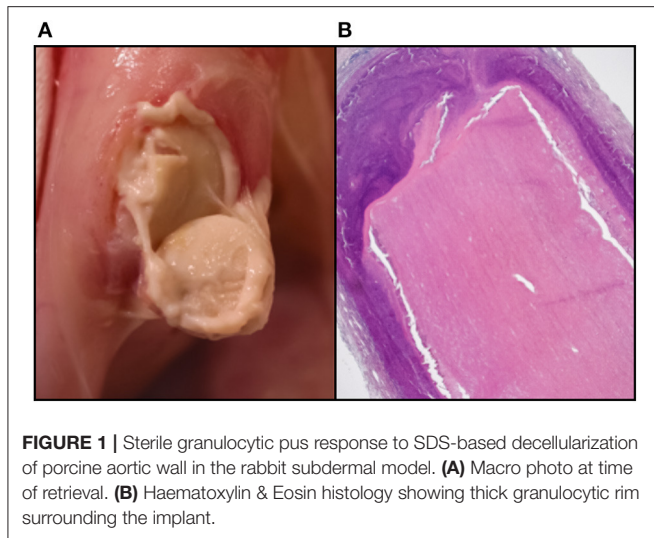 A
B
FIGURE 1 | Sterile granulocytic pus response to SDS-based decellularization
of porcine aortic wall in the rabbit subdermal model. (A) Macro photo at time
of retrieval. (B) Haematoxylin & Eosin histology showing thick granulocytic rim
surrounding the implant.